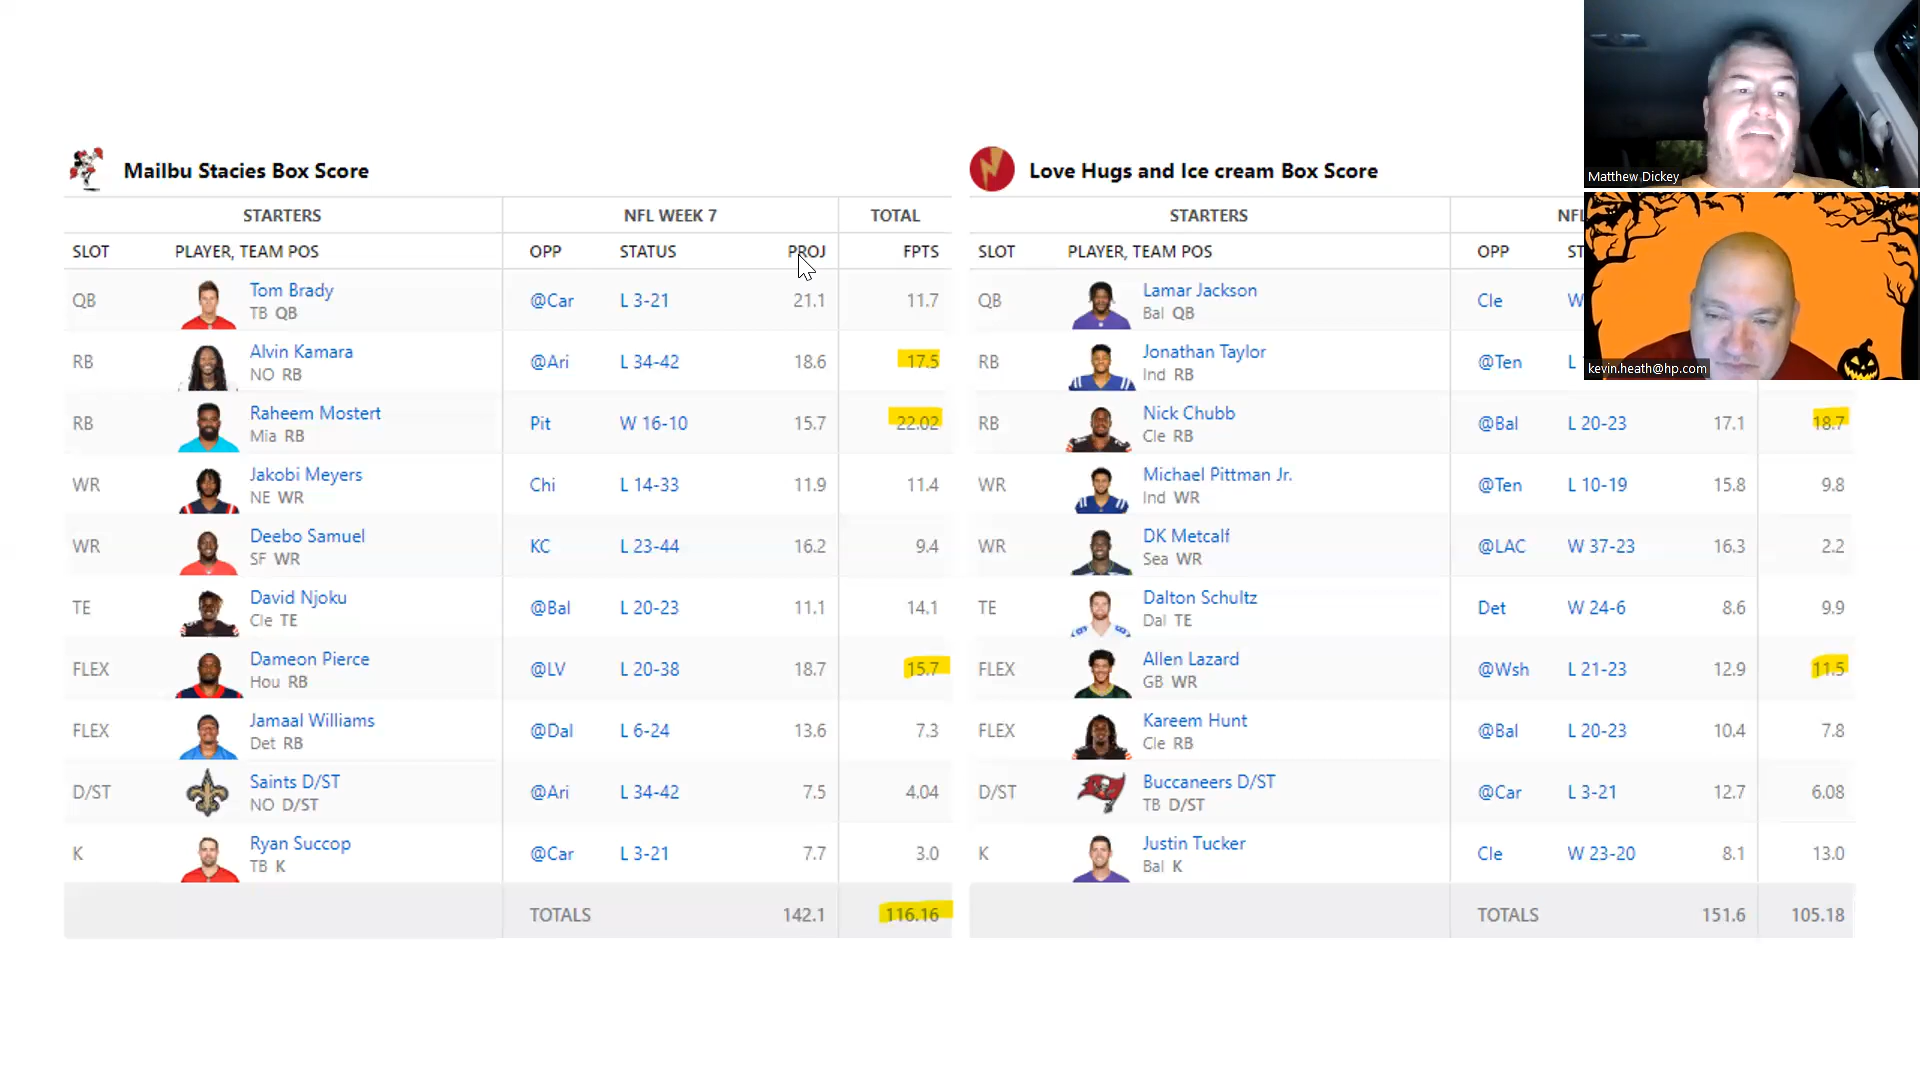 Mailbu Stacies Box Score
STARTERS NFL WEEK 7 TOTAL
SLOT PLAYER, TEAM POS OPP STATUS PROJ FPTS
QB Tom Brady @Car L 3-21 21.1 11.7
TB QB
RB Alvin Kamara @Ari L 34-42 18.6 17.5
NO RB
RB Raheem Mostert Pit W 16-10 15.7 22.02
Mia RB
WR Jakobi Meyers Chi L 14-33 11.9 11.4
NE WR
WR Deebo Samuel KC L 23-44 16.2 9.4
SF WR
TE David Njoku @Bal L 20-23 11.1 14.1
Cle TE
FLEX Dameon Pierce @LV L 20-38 18.7 15.7
Hou RB
FLEX Jamaal Williams @Dal L 6-24 13.6 7.3
Det RB
D/ST Saints D/ST @Ari L 34-42 7.5 4.04
NO D/ST
K Ryan Succop @Car L 3-21 7.7 3.0
TB K
TOTALS 142.1 116.16
Love Hugs and Ice cream Box Score
STARTERS NFL
SLOT PLAYER, TEAM POS OPP ST
QB Lamar Jackson Cle W
Bal QB
RB Jonathan Taylor @Ten L
Ind RB
RB Nick Chubb @Bal L 20-23 17.1 18.7
Cle RB
WR Michael Pittman Jr. @Ten L 10-19 15.8 9.8
Ind WR
WR DK Metcalf @LAC W 37-23 16.3 2.2
Sea WR
TE Dalton Schultz Det W 24-6 8.6 9.9
Dal TE
FLEX Allen Lazard @Wsh L 21-23 12.9 11.5
GB WR
FLEX Kareem Hunt @Bal L 20-23 10.4 7.8
Cle RB
D/ST Buccaneers D/ST @Car L 3-21 12.7 6.08
TB D/ST
K Justin Tucker Cle W 23-20 8.1 13.0
Bal K
TOTALS 151.6 105.18
Matthew Dickey
kevin.heath@hp.com